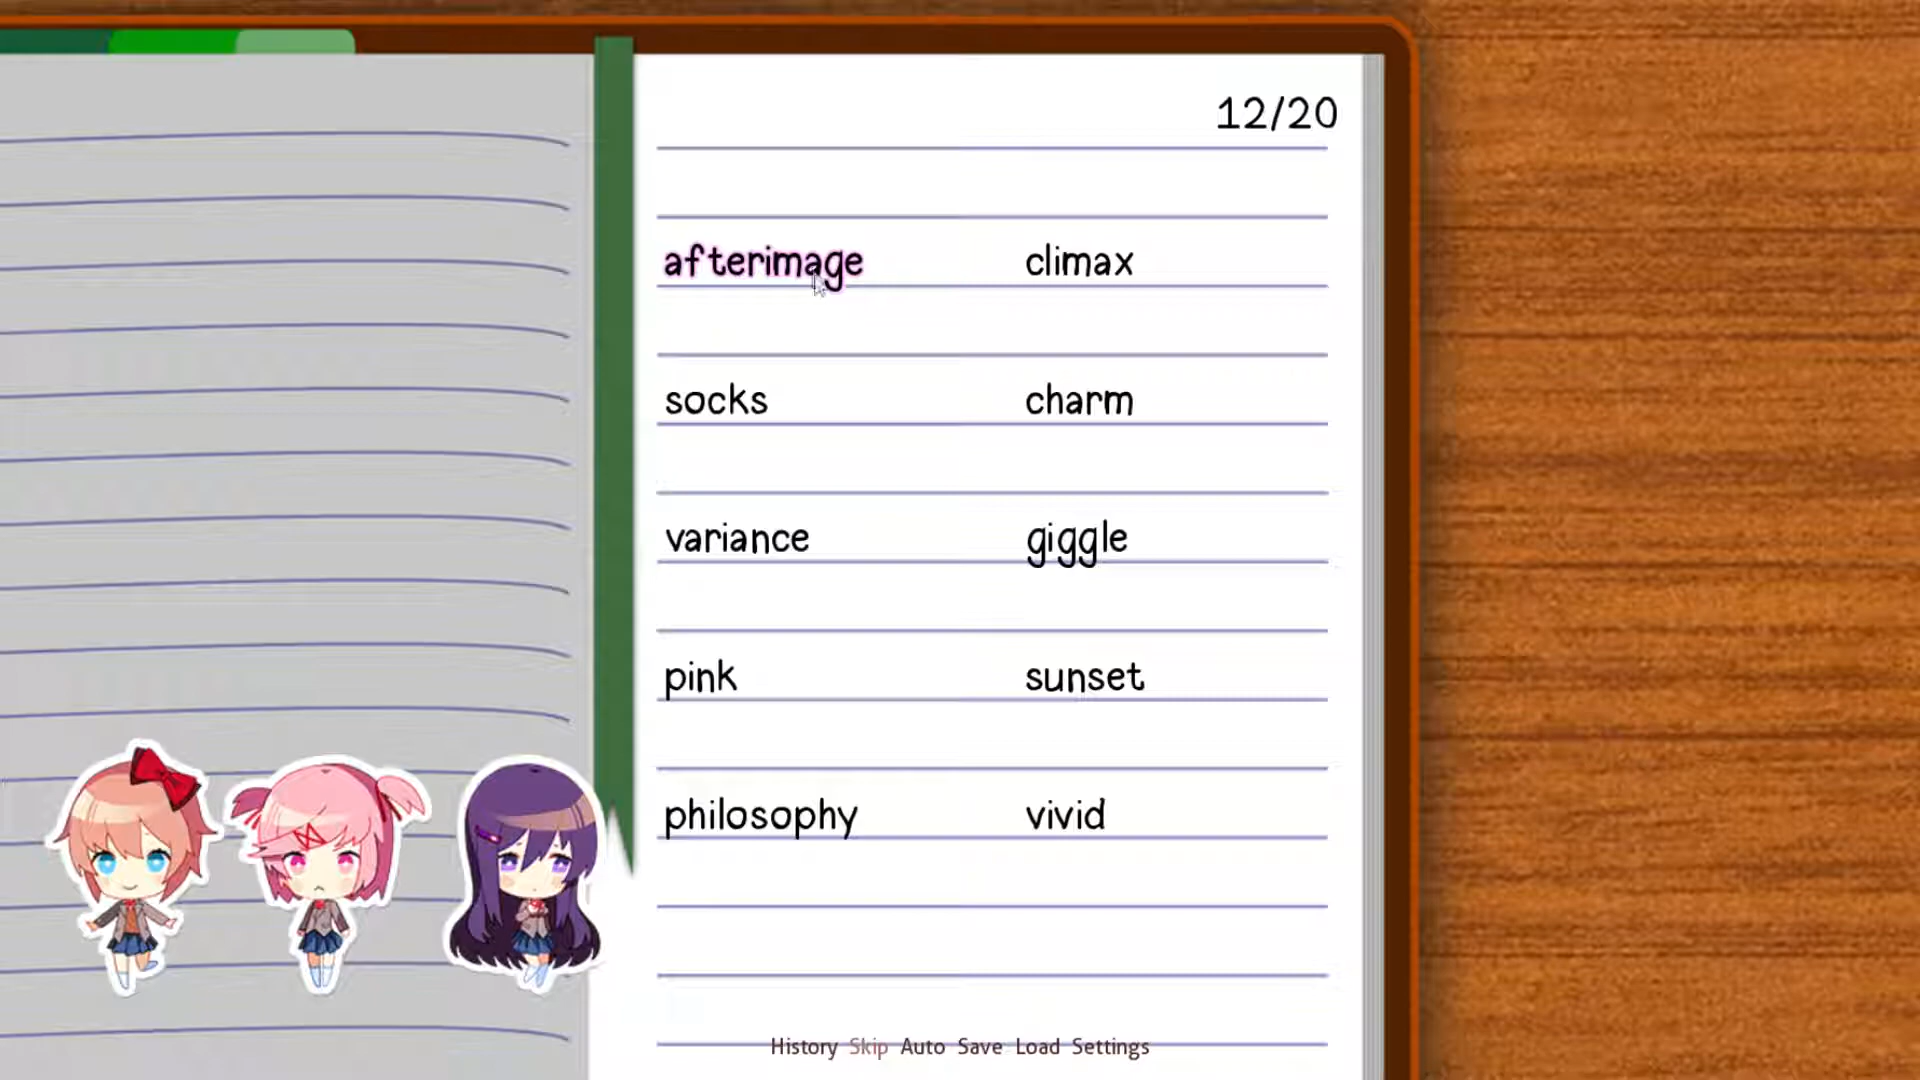 12/20
afterimage climax
socks charm
variance giggle
pink sunset
philosophy vivid
History Skip Auto Save Load Settings